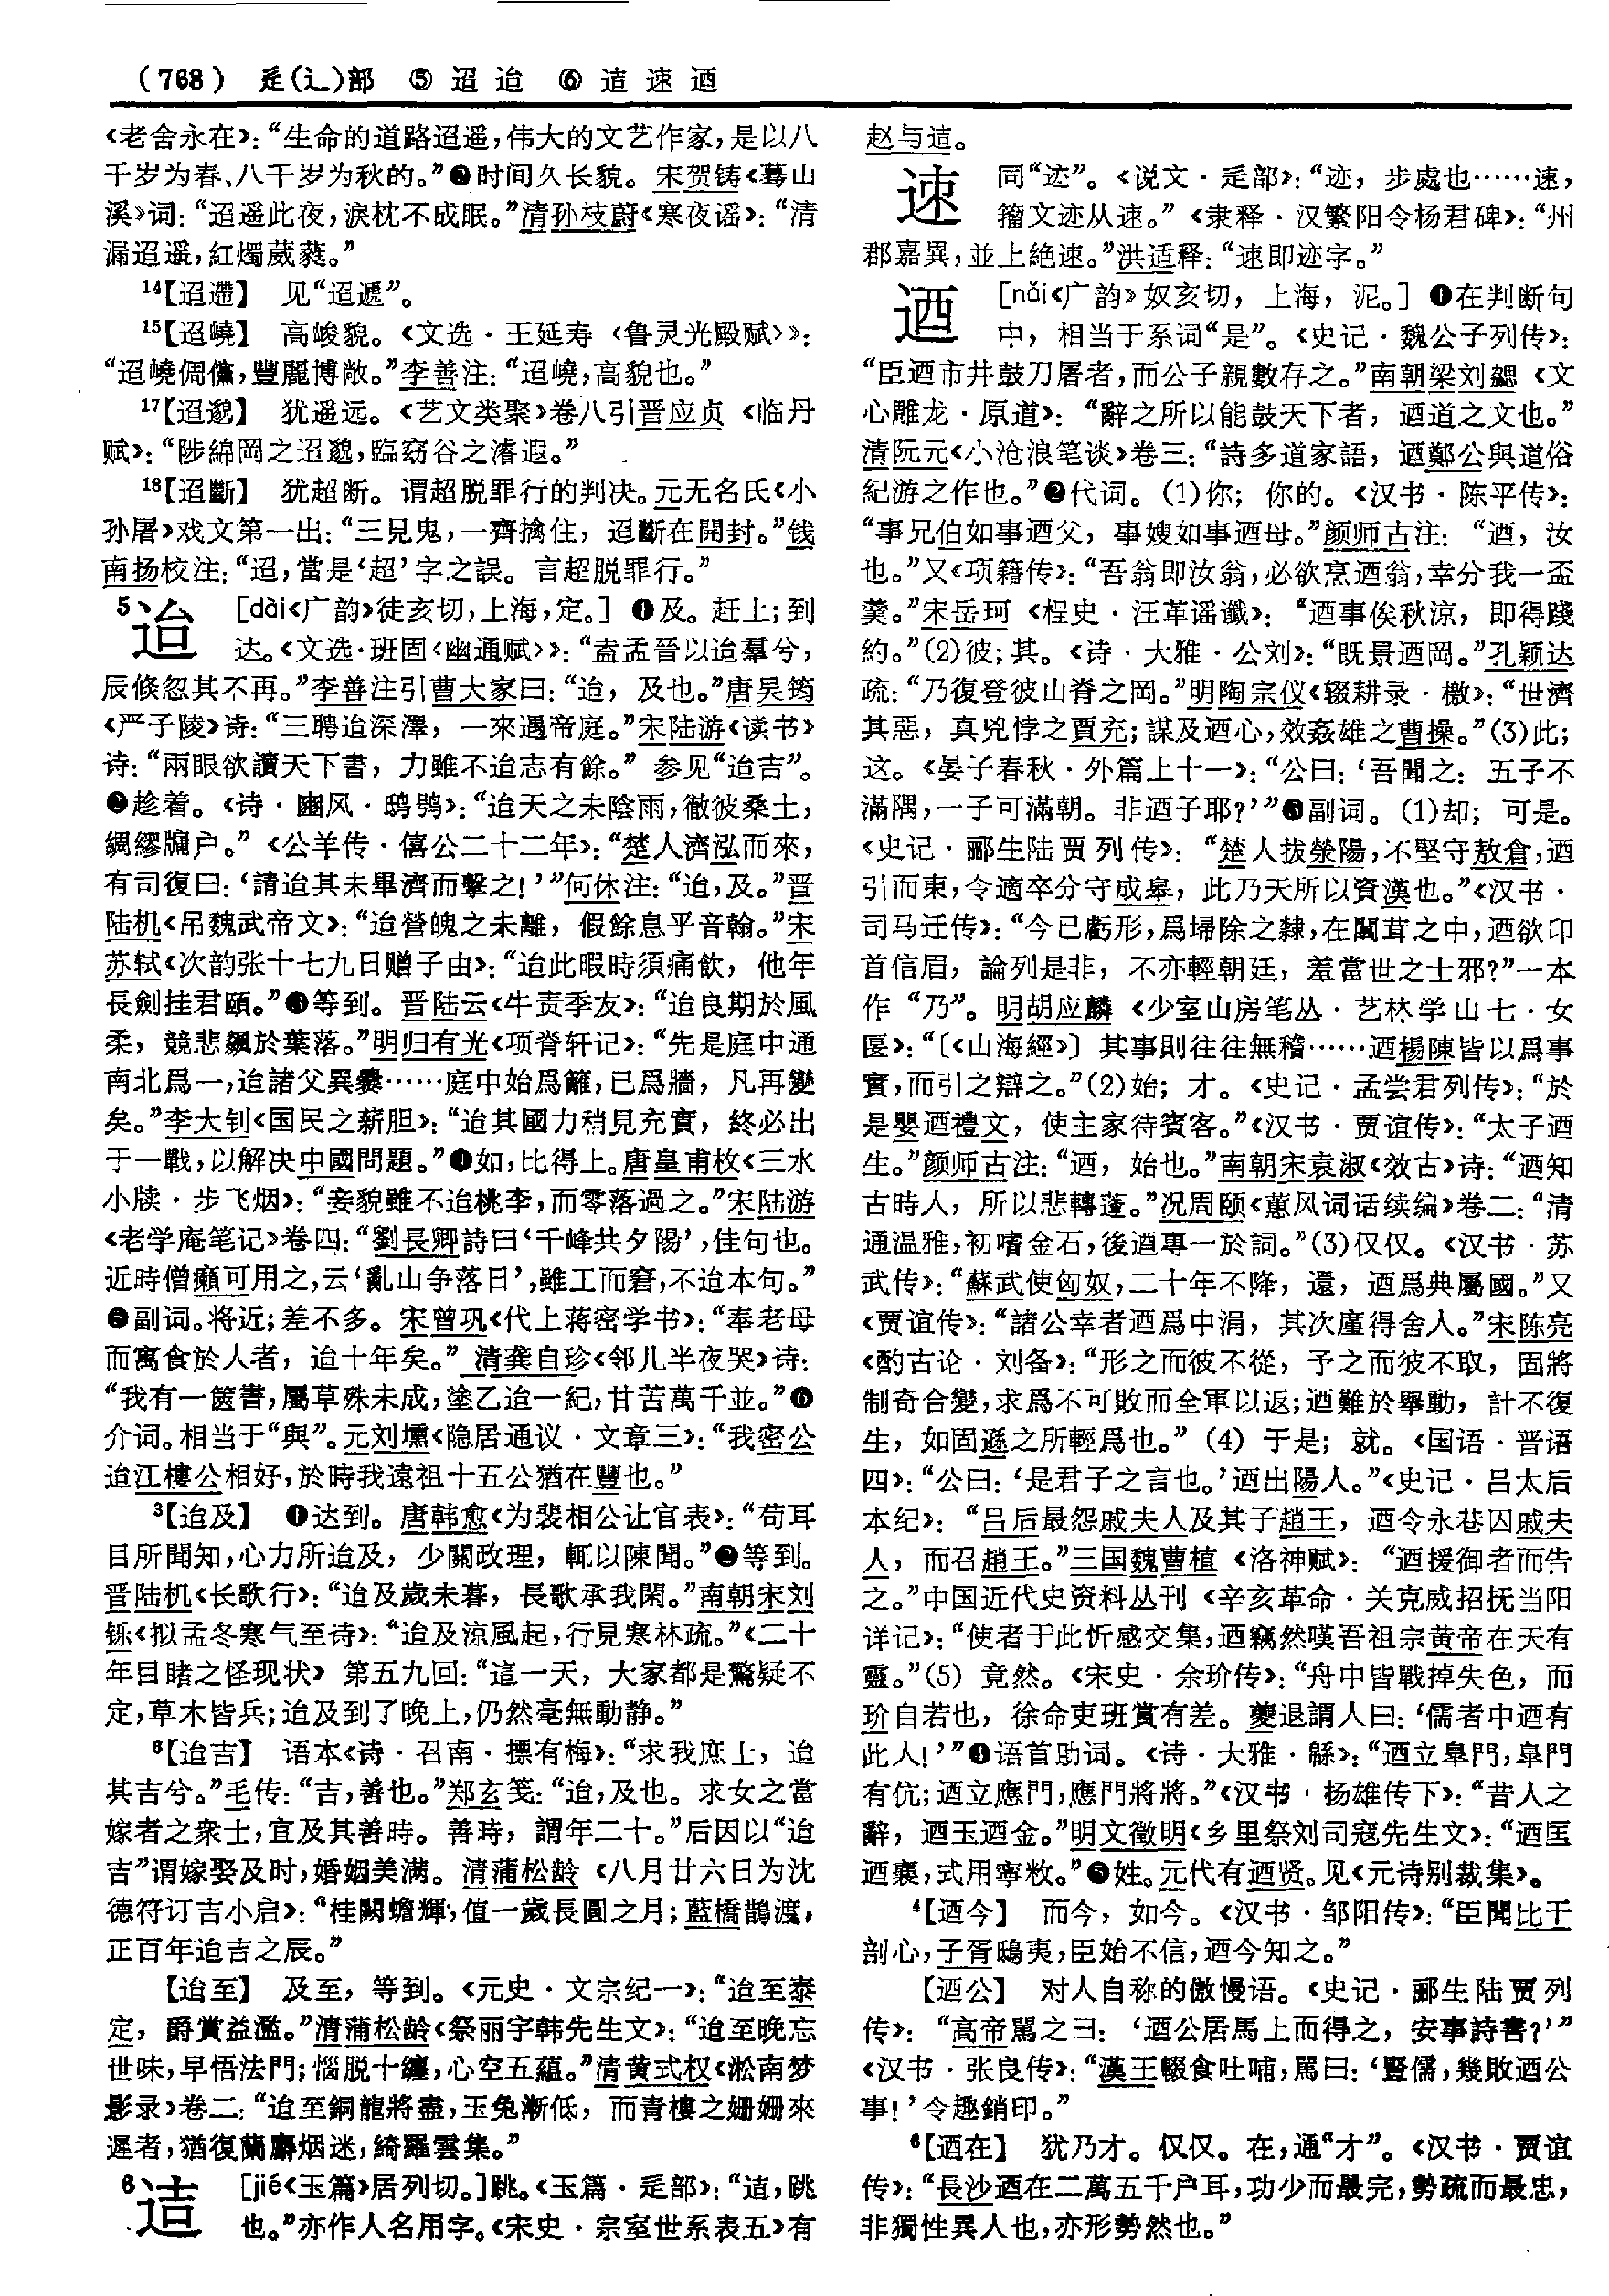 （768） 辵(辶)部 ⑤ 迢 迨 ⑥ 迼 𨒪 迺
《老舍永在》：“生命的道路迢遥，伟大的文艺作家，是以八
千岁为春、八千岁为秋的。”❷时间久长貌。宋贺铸《蓦山
溪》词：“迢遥此夜，淚枕不成眠。”清孙枝蔚《寒夜谣》：“清
漏迢遥，紅燭葳蕤。”
¹⁴【迢遰】 见“迢遞”。
¹⁵【迢嶢】 高峻貌。《文选·王延寿〈鲁灵光殿赋〉》：
“迢嶢倜儻，豐麗博敞。”李善注：“迢嶢，高貌也。”
¹⁷【迢邈】 犹遥远。《艺文类聚》卷八引晋应贞《临丹
赋》：“陟綿岡之迢邈，臨窈谷之濬遐。”
¹⁸【迢斷】 犹超断。谓超脱罪行的判决。元无名氏《小
孙屠》戏文第一出：“三見鬼，一齊擒住，迢斷在開封。”钱
南扬校注：“迢，當是‘超’字之誤。言超脱罪行。”
⁵迨 [dài《广韵》徒亥切，上海，定。] ❶及。赶上；到
达。《文选·班固〈幽通赋〉》：“盍孟晉以迨羣兮，
辰倏忽其不再。”李善注引曹大家曰：“迨，及也。”唐吴筠
《严子陵》诗：“三聘迨深澤，一來遇帝庭。”宋陆游《读书》
诗：“兩眼欲讀天下書，力雖不迨志有餘。”参见“迨吉”。
❷趁着。《诗·豳风·鸱鸮》：“迨天之未陰雨，徹彼桑土，
綢繆牖户。”《公羊传·僖公二十二年》：“楚人濟泓而來，
有司復曰：‘請迨其未畢濟而擊之！’”何休注：“迨，及。”晋
陆机《吊魏武帝文》：“迨營魄之未離，假餘息乎音翰。”宋
苏轼《次韵张十七九日赠子由》：“迨此暇時須痛飲，他年
長劍拄君頤。”❸等到。晋陆云《牛责季友》：“迨良期於風
柔，競悲飆於葉落。”明归有光《项脊轩记》：“先是庭中通
南北爲一，迨諸父異爨……庭中始爲籬，已爲牆，凡再變
矣。”李大钊《国民之薪胆》：“迨其國力稍見充實，終必出
于一戰，以解决中國問題。”❹如，比得上。唐皇甫枚《三水
小牍·步飞烟》：“妾貌雖不迨桃李，而零落過之。”宋陆游
《老学庵笔记》卷四：“劉長卿詩曰‘千峰共夕陽’，佳句也。
近時僧癩可用之，云‘亂山争落日’，雖工而窘，不迨本句。”
❺副词。将近；差不多。宋曾巩《代上蒋密学书》：“奉老母
而寓食於人者，迨十年矣。”清龚自珍《邻儿半夜哭》诗：
“我有一篋書，屬草殊未成，塗乙迨一紀，甘苦萬千並。”❻
介词。相当于“與”。元刘壎《隐居通议·文章三》：“我密公
迨江樓公相好，於時我遠祖十五公猶在豐也。”
³【迨及】 ❶达到。唐韩愈《为裴相公让官表》：“苟耳
目所聞知，心力所迨及，少關政理，輒以陳聞。”❷等到。
晋陆机《长歌行》：“迨及歲未暮，長歌承我閑。”南朝宋刘
铄《拟孟冬寒气至诗》：“迨及涼風起，行見寒林疏。”《二十
年目睹之怪现状》第五九回：“這一天，大家都是驚疑不
定，草木皆兵；迨及到了晚上，仍然毫無動静。”
⁶【迨吉】 语本《诗·召南·摽有梅》：“求我庶士，迨
其吉兮。”毛传：“吉，善也。”郑玄笺：“迨，及也。求女之當
嫁者之衆士，宜及其善時。善時，謂年二十。”后因以“迨
吉”谓嫁娶及时，婚姻美满。清蒲松龄《八月廿六日为沈
德符订吉小启》：“桂闕蟾輝，值一歲長圓之月；藍橋鵲渡，
正百年迨吉之辰。”
【迨至】 及至，等到。《元史·文宗纪一》：“迨至泰
定，爵賞益濫。”清蒲松龄《祭丽宇韩先生文》：“迨至晚忘
世味，早悟法門；惱脱十纏，心空五藴。”清黄式权《淞南梦
影录》卷二：“迨至銅龍將盡，玉兔漸低，而青樓之姗姗來
遲者，猶復蘭麝烟迷，綺羅雲集。”
⁶迼 [jié《玉篇》居列切。]跳。《玉篇·辵部》：“迼，跳
也。”亦作人名用字。《宋史·宗室世系表五》有
赵与迼。
𨒪 同“迹”。《说文·辵部》：“迹，步處也……𨒪，
籀文迹从朿。”《隶释·汉繁阳令杨君碑》：“州
郡嘉異，並上絶𨒪。”洪适释：“𨒪即迹字。”
迺 [nǎi《广韵》奴亥切，上海，泥。] ❶在判断句
中，相当于系词“是”。《史记·魏公子列传》：
“臣迺市井鼓刀屠者，而公子親數存之。”南朝梁刘勰《文
心雕龙·原道》：“辭之所以能鼓天下者，迺道之文也。”
清阮元《小沧浪笔谈》卷三：“詩多道家語，迺鄭公與道俗
紀游之作也。”❷代词。(1)你；你的。《汉书·陈平传》：
“事兄伯如事迺父，事嫂如事迺母。”颜师古注：“迺，汝
也。”又《项籍传》：“吾翁即汝翁，必欲烹迺翁，幸分我一盃
羹。”宋岳珂《桯史·汪革谣谶》：“迺事俟秋凉，即得踐
約。”(2)彼；其。《诗·大雅·公刘》：“既景迺岡。”孔颖达
疏：“乃復登彼山脊之岡。”明陶宗仪《辍耕录·檄》：“世濟
其惡，真兇悖之賈充；謀及迺心，效姦雄之曹操。”(3)此；
这。《晏子春秋·外篇上十一》：“公曰：‘吾聞之：五子不
滿隅，一子可滿朝。非迺子耶？’”❸副词。(1)却；可是。
《史记·郦生陆贾列传》：“楚人拔滎陽，不堅守敖倉，迺
引而東，令適卒分守成皋，此乃天所以資漢也。”《汉书·
司马迁传》：“今已虧形，爲埽除之隸，在闒茸之中，迺欲卬
首信眉，論列是非，不亦輕朝廷，羞當世之士邪？”一本
作“乃”。明胡应麟《少室山房笔丛·艺林学山七·女
匽》：“〔《山海經》〕其事則往往無稽……迺楊陳皆以爲事
實，而引之辯之。”(2)始；才。《史记·孟尝君列传》：“於
是嬰迺禮文，使主家待賓客。”《汉书·贾谊传》：“太子迺
生。”颜师古注：“迺，始也。”南朝宋袁淑《效古》诗：“迺知
古時人，所以悲轉蓬。”况周颐《蕙风词话续编》卷二：“清
通温雅，初嗜金石，後迺專一於詞。”(3)仅仅。《汉书·苏
武传》：“蘇武使匈奴，二十年不降，還，迺爲典屬國。”又
《贾谊传》：“諸公幸者迺爲中涓，其次廑得舍人。”宋陈亮
《酌古论·刘备》：“形之而彼不從，予之而彼不取，固將
制奇合變，求爲不可敗而全軍以返；迺難於舉動，計不復
生，如固遜之所輕爲也。”(4) 于是；就。《国语·晋语
四》：“公曰：‘是君子之言也。’迺出陽人。”《史记·吕太后
本纪》：“吕后最怨戚夫人及其子趙王，迺令永巷囚戚夫
人，而召趙王。”三国魏曹植《洛神赋》：“迺援御者而告
之。”中国近代史资料丛刊《辛亥革命·关克威招抚当阳
详记》：“使者于此忻感交集，迺竊然嘆吾祖宗黄帝在天有
靈。”(5) 竟然。《宋史·余玠传》：“舟中皆戰掉失色，而
玠自若也，徐命吏班賞有差。夔退謂人曰：‘儒者中迺有
此人！’”❹语首助词。《诗·大雅·緜》：“迺立皋門，皋門
有伉；迺立應門，應門將將。”《汉书·扬雄传下》：“昔人之
辭，迺玉迺金。”明文徵明《乡里祭刘司寇先生文》：“迺匡
迺襄，式用寧敉。”❺姓。元代有迺贤。见《元诗别裁集》。
⁴【迺今】 而今，如今。《汉书·邹阳传》：“臣聞比干
剖心，子胥鴟夷，臣始不信，迺今知之。”
【迺公】 对人自称的傲慢语。《史记·郦生陆贾列
传》：“高帝駡之曰：‘迺公居馬上而得之，安事詩書？’”
《汉书·张良传》：“漢王輟食吐哺，駡曰：‘豎儒，幾敗迺公
事！’令趣銷印。”
⁶【迺在】 犹乃才。仅仅。在，通“才”。《汉书·贾谊
传》：“長沙迺在二萬五千户耳，功少而最完，勢疏而最忠，
非獨性異人也，亦形勢然也。”